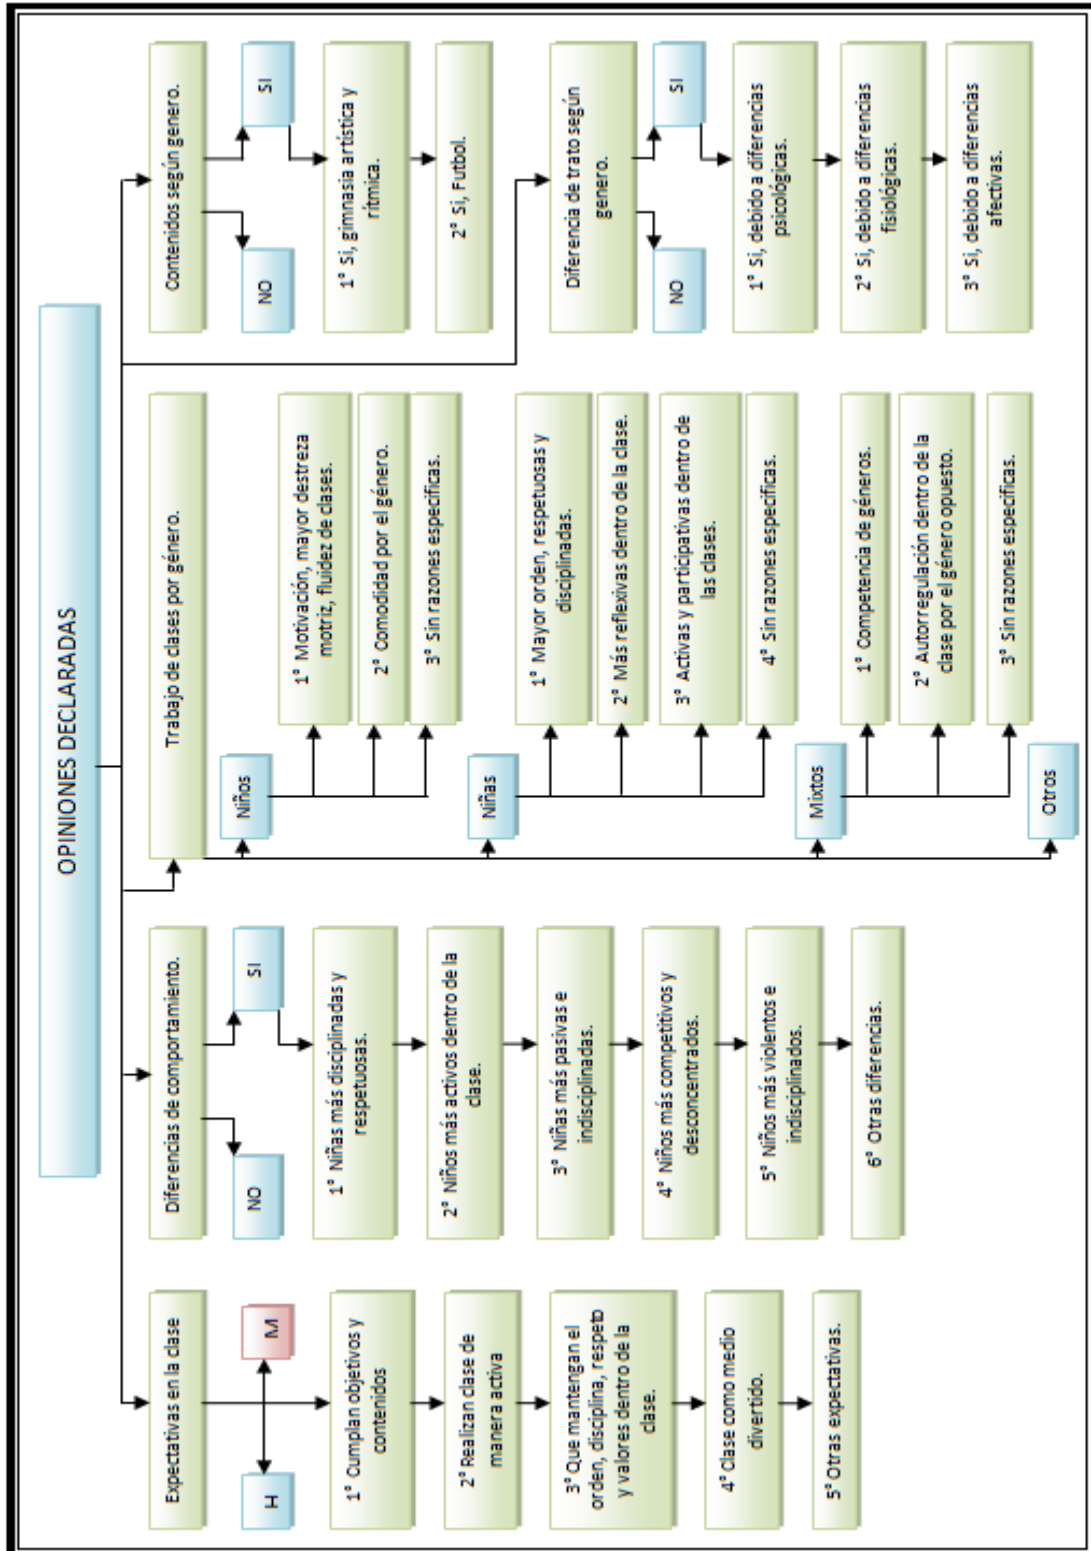 OPINIONES DECLARADAS
Expectativas en la clase
H
M
1° Cumplan objetivos y
contenidos
2° Realizan clase de
manera activa
3° Que mantengan el
orden, disciplina, respeto
y valores dentro de la
clase.
4° Clase como medio
divertido.
5° Otras expectativas.
Diferencias de comportamiento.
NO
SI
1° Niñas más disciplinadas y
respetuosas.
2° Niños más activos dentro de la
clase.
3° Niñas más pasivas e
indisciplinadas.
4° Niños más competitivos y
desconcentrados.
5° Niños más violentos e
indisciplinados.
6° Otras diferencias.
Trabajo de clases por género.
Niños
1° Motivación, mayor destreza
motriz, fluidez de clases.
2° Comodidad por el género.
3° Sin razones específicas.
Niñas
1° Mayor orden, respetuosas y
disciplinadas.
2° Más reflexivas dentro de la clase.
3° Activas y participativas dentro de
las clases.
4° Sin razones específicas.
Mixtos
1° Competencia de géneros.
2° Autorregulación dentro de la
clase por el género opuesto.
3° Sin razones específicas.
Otros
Contenidos según genero.
NO
SI
1° Si, gimnasia artística y
rítmica.
2° Si, Futbol.
Diferencia de trato según
genero.
NO
SI
1° Si, debido a diferencias
psicológicas.
2° Si, debido a diferencias
fisiológicas.
3° Si, debido a diferencias
afectivas.